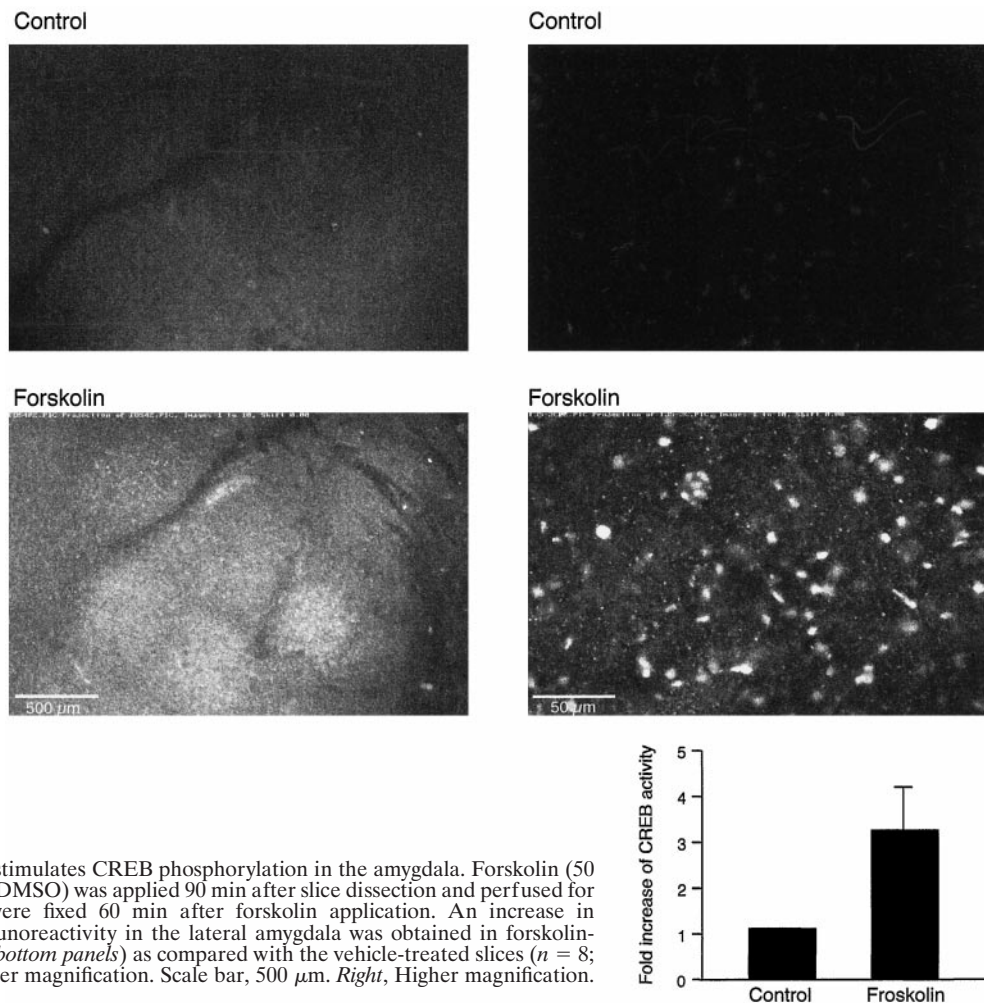 Control
Control
Forskolin
Forskolin
500 μm
50 μm
Fold increase of CREB activity
5
4
3
2
1
0
Control
Froskolin
stimulates CREB phosphorylation in the amygdala. Forskolin (50
DMSO) was applied 90 min after slice dissection and perfused for
were fixed 60 min after forskolin application. An increase in
unoreactivity in the lateral amygdala was obtained in forskolin-
bottom panels) as compared with the vehicle-treated slices (n = 8;
er magnification. Scale bar, 500 μm. Right, Higher magnification.